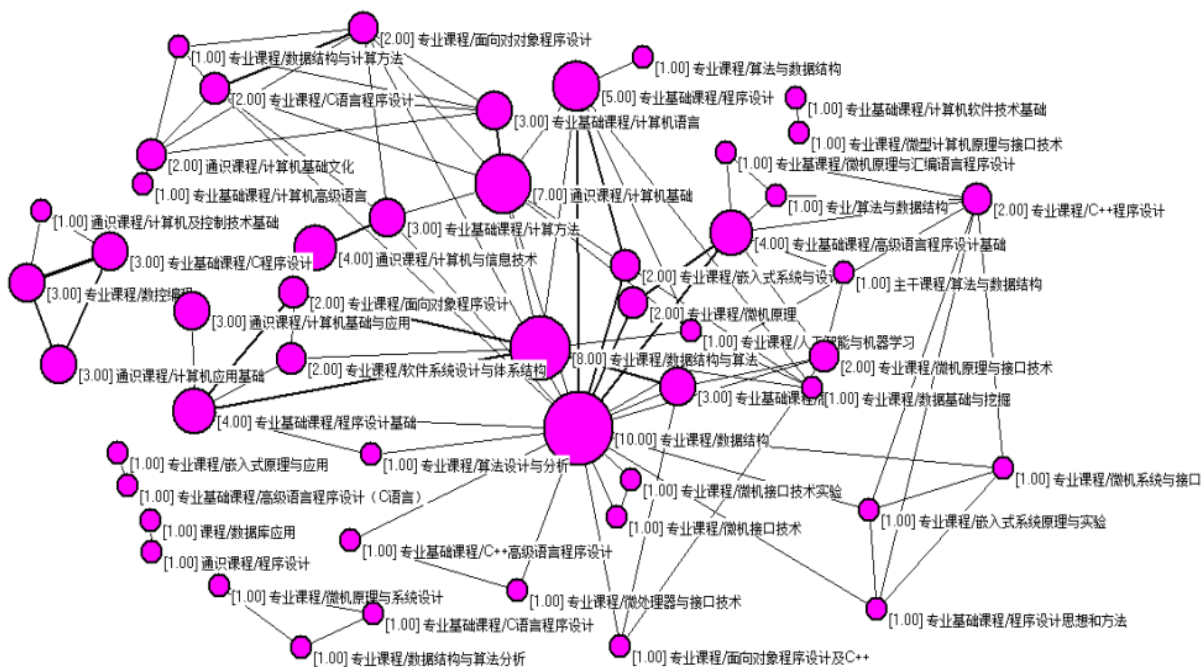 [2.00] 专业课程/面向对对象程序设计
[1.00] 专业课程/数据结构与计算方法
[1.00] 专业课程/算法与数据结构
[5.00] 专业基础课程/程序设计
[2.00] 专业课程/C语言程序设计
[1.00] 专业基础课程/计算机软件技术基础
[3.00] 专业基础课程/计算机语言
[1.00] 专业课程/微型计算机原理与接口技术
[2.00] 通识课程/计算机基础文化
[1.00] 专业基课程/微机原理与汇编语言程序设计
[1.00] 专业基础课程/计算机高级语言
[7.00] 通识课程/计算机基础
[1.00] 专业/算法与数据结构
[2.00] 专业课程/C++程序设计
[1.00] 通识课程/计算机及控制技术基础
[3.00] 专业基础课程/计算方法
[4.00] 专业基础课程/高级语言程序设计基础
[3.00] 专业基础课程/C程序设计
[4.00] 通识课程/计算机与信息技术
[2.00] 专业课程/嵌入式系统与设计
[1.00] 主干课程/算法与数据结构
[3.00] 专业课程/数控编程
[2.00] 专业课程/面向对象程序设计
[2.00] 专业课程/微机原理
[3.00] 通识课程/计算机基础与应用
[1.00] 专业课程/人工智能与机器学习
[8.00] 专业课程/数据结构与算法
[2.00] 专业课程/微机原理与接口技术
[3.00] 通识课程/计算机应用基础
[2.00] 专业课程/软件系统设计与体系结构
[3.00] 专业基础课程
[1.00] 专业课程/数据基础与挖掘
[4.00] 专业基础课程/程序设计基础
[10.00] 专业课程/数据结构
[1.00] 专业课程/嵌入式原理与应用
[1.00] 专业课程/算法设计与分析
[1.00] 专业课程/微机系统与接口
[1.00] 专业课程/微机接口技术实验
[1.00] 专业基础课程/高级语言程序设计（C语言）
[1.00] 专业课程/嵌入式系统原理与实验
[1.00] 课程/数据库应用
[1.00] 专业课程/微机接口技术
[1.00] 专业基础课程/C++高级语言程序设计
[1.00] 通识课程/程序设计
[1.00] 专业课程/微机原理与系统设计
[1.00] 专业课程/微处理器与接口技术
[1.00] 专业基础课程/C语言程序设计
[1.00] 专业基础课程/程序设计思想和方法
[1.00] 专业课程/数据结构与算法分析
[1.00] 专业课程/面向对象程序设计及C++